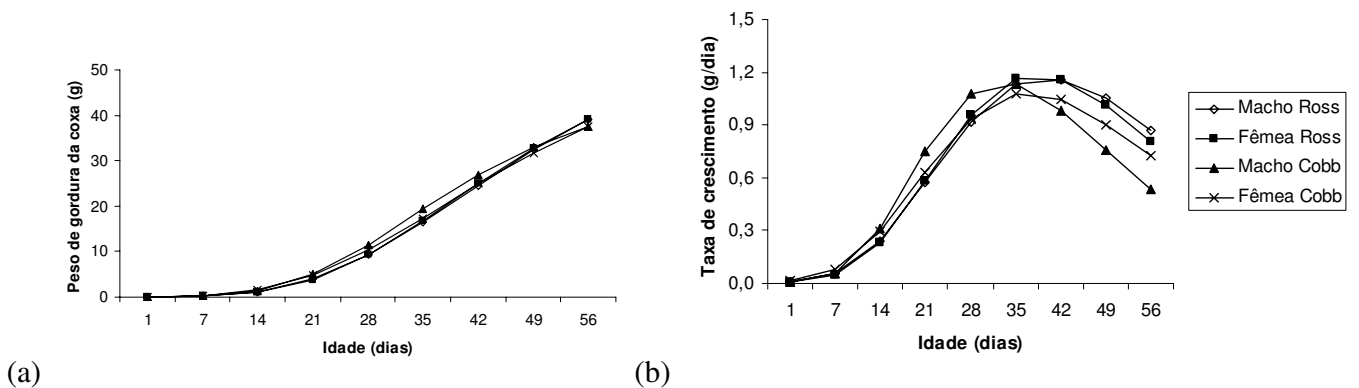 Peso de gordura da coxa (g)
50
40
30
20
10
0
1 7 14 21 28 35 42 49 56
Idade (dias)
(a)
Taxa de crescimento (g/dia)
1,5
1,2
0,9
0,6
0,3
0,0
1 7 14 21 28 35 42 49 56
Idade (dias)
Macho Ross
Fêmea Ross
Macho Cobb
Fêmea Cobb
(b)